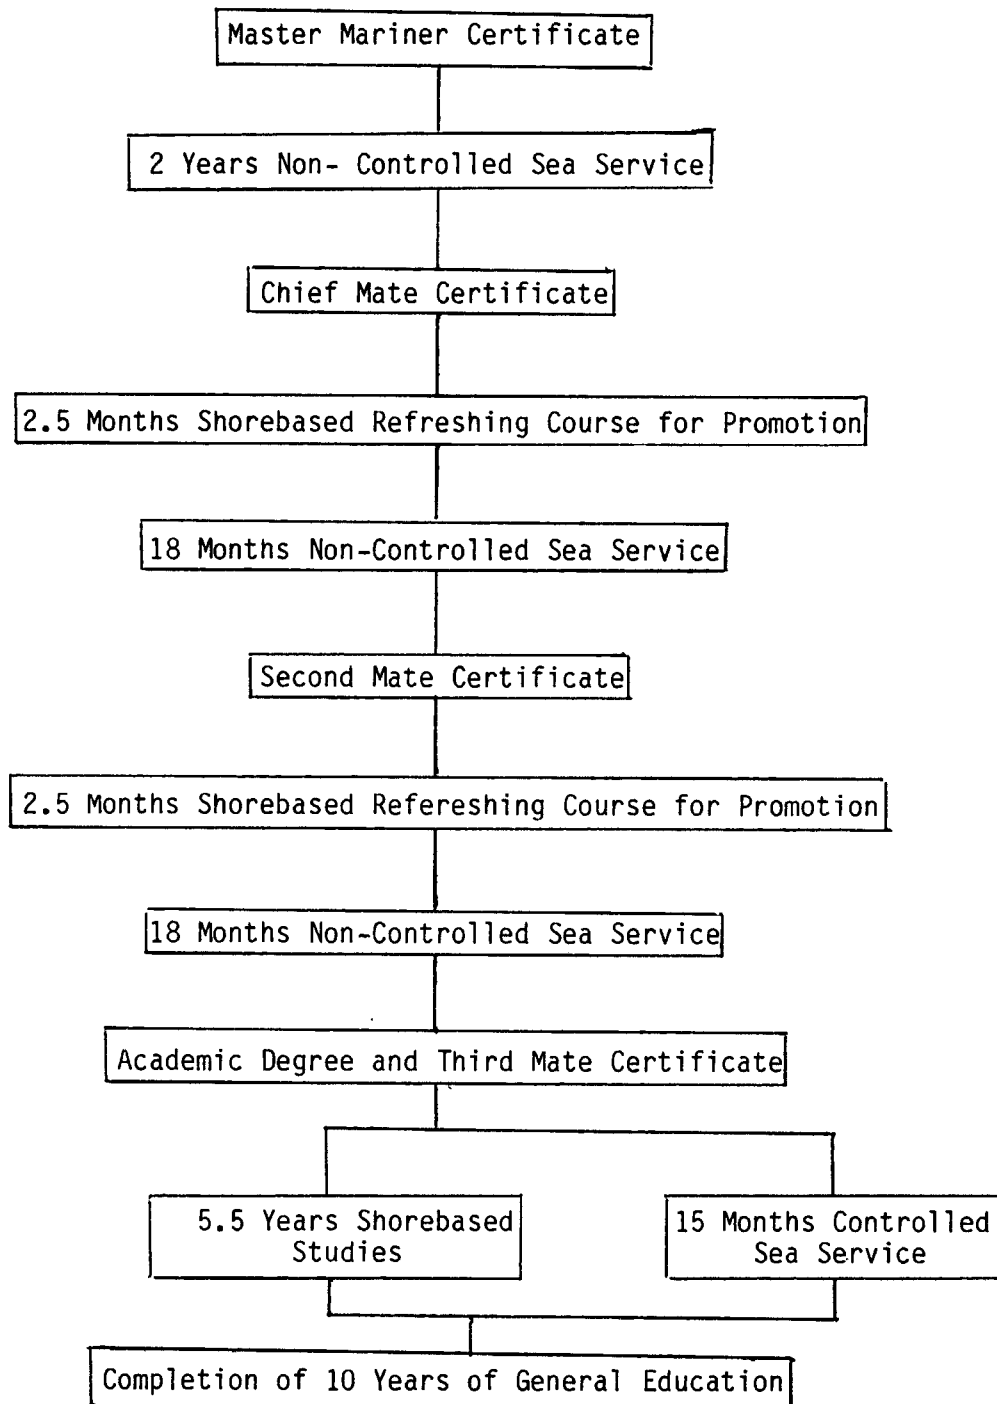 Master Mariner Certificate
2 Years Non- Controlled Sea Service
Chief Mate Certificate
2.5 Months Shorebased Refreshing Course for Promotion
18 Months Non-Controlled Sea Service
Second Mate Certificate
2.5 Months Shorebased Refereshing Course for Promotion
18 Months Non-Controlled Sea Service
Academic Degree and Third Mate Certificate
5.5 Years Shorebased
Studies
15 Months Controlled
Sea Service
Completion of 10 Years of General Education